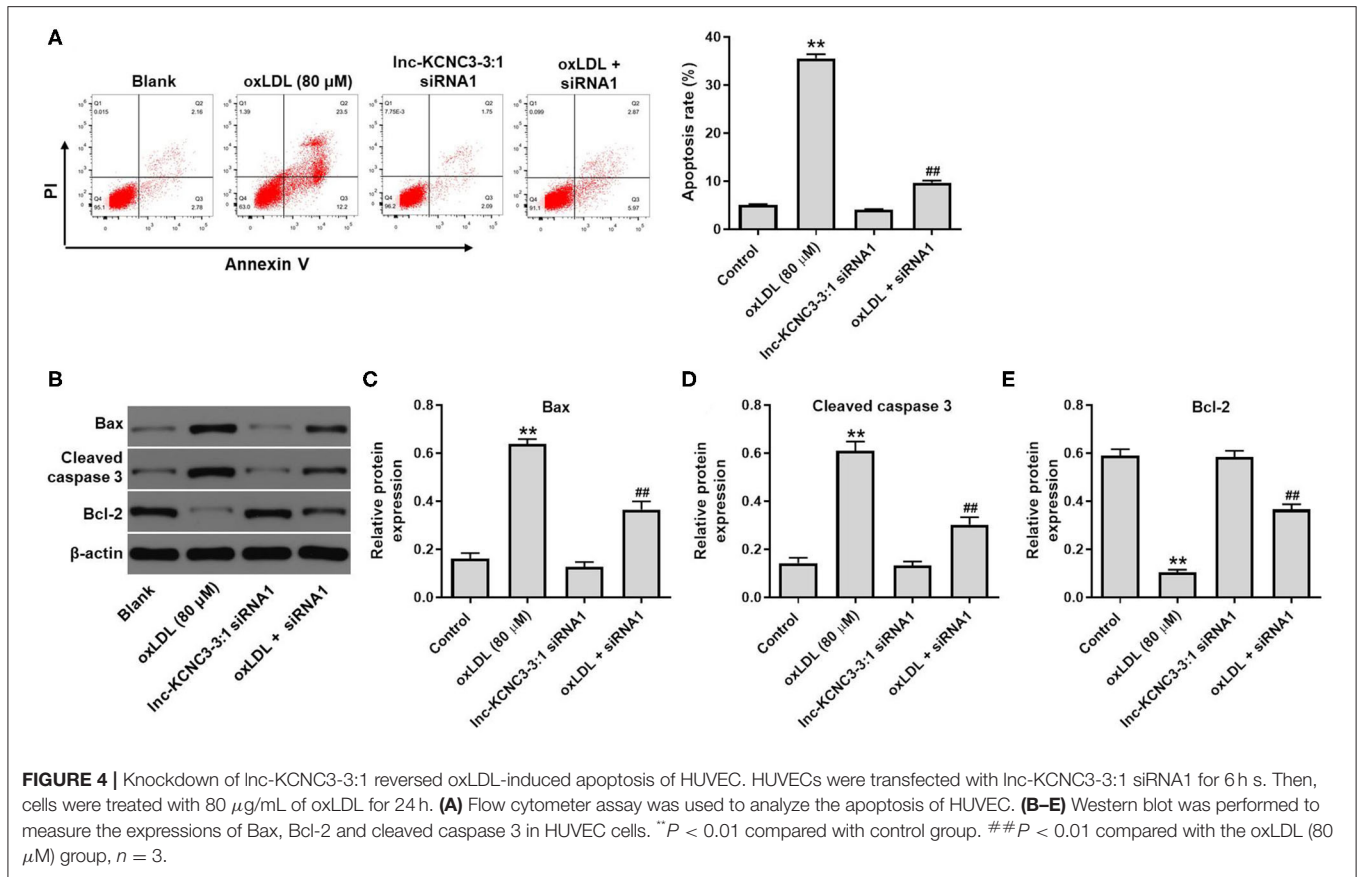 A
Blank
oxLDL (80 μM)
lnc-KCNC3-3:1
siRNA1
oxLDL +
siRNA1
Q1
0.015
Q2
2.16
Q4
95.1
Q3
2.78
Q1
1.39
Q2
23.5
Q4
63.0
Q3
12.2
Q1
7.75E-3
Q2
1.75
Q4
96.2
Q3
2.09
Q1
0.099
Q2
2.87
Q4
91.1
Q3
5.97
PI
Annexin V
Apoptosis rate (%)
40
30
20
10
0
**
##
Control
oxLDL (80 μM)
lnc-KCNC3-3:1 siRNA1
oxLDL + siRNA1
B
Bax
Cleaved
caspase 3
Bcl-2
β-actin
Blank
oxLDL (80 μM)
lnc-KCNC3-3:1 siRNA1
oxLDL + siRNA1
C
Bax
Relative protein
expression
0.8
0.6
0.4
0.2
0.0
**
##
Control
oxLDL (80 μM)
lnc-KCNC3-3:1 siRNA1
oxLDL + siRNA1
D
Cleaved caspase 3
Relative protein
expression
0.8
0.6
0.4
0.2
0.0
**
##
Control
oxLDL (80 μM)
lnc-KCNC3-3:1 siRNA1
oxLDL + siRNA1
E
Bcl-2
Relative protein
expression
0.8
0.6
0.4
0.2
0.0
**
##
Control
oxLDL (80 μM)
lnc-KCNC3-3:1 siRNA1
oxLDL + siRNA1
FIGURE 4 | Knockdown of lnc-KCNC3-3:1 reversed oxLDL-induced apoptosis of HUVEC. HUVECs were transfected with lnc-KCNC3-3:1 siRNA1 for 6 h s. Then,
cells were treated with 80 μg/mL of oxLDL for 24 h. (A) Flow cytometer assay was used to analyze the apoptosis of HUVEC. (B–E) Western blot was performed to
measure the expressions of Bax, Bcl-2 and cleaved caspase 3 in HUVEC cells. **P < 0.01 compared with control group. ##P < 0.01 compared with the oxLDL (80
μM) group, n = 3.